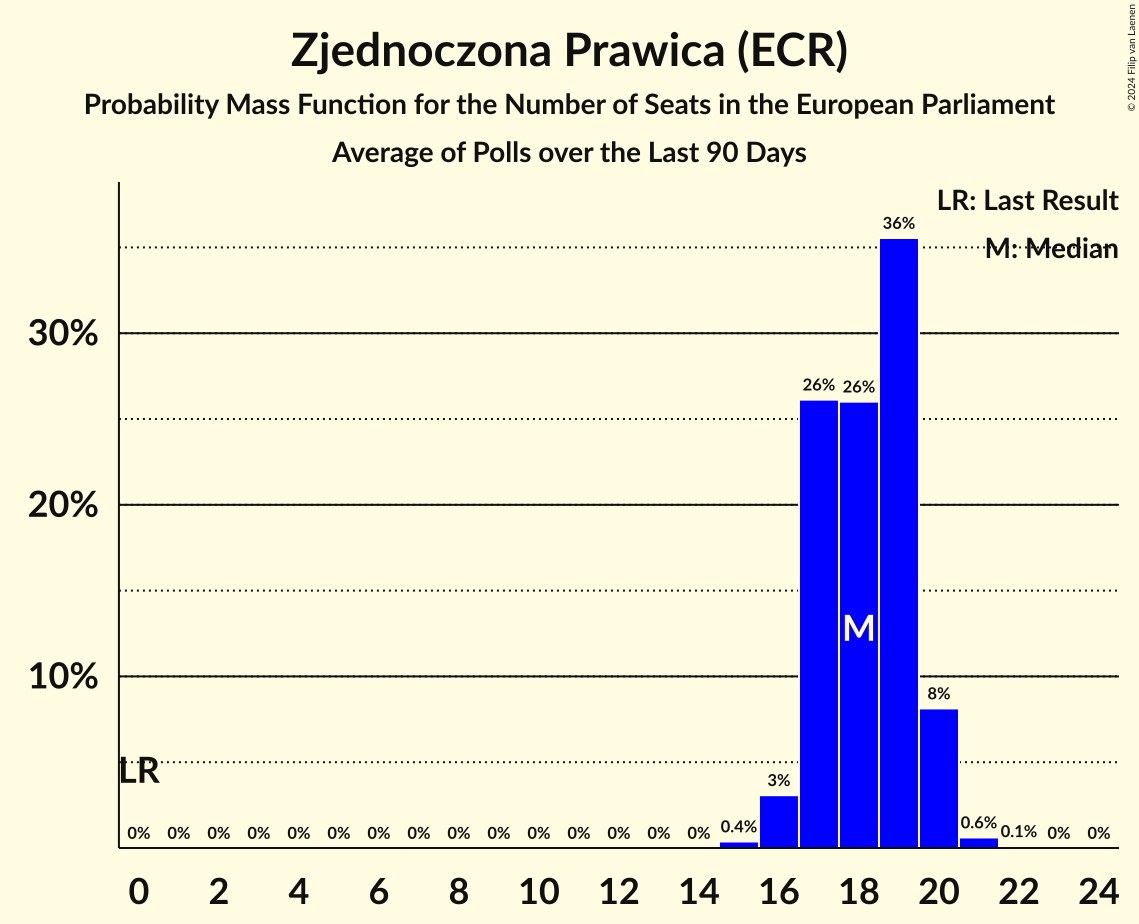 Zjednoczona Prawica (ECR)
Probability Mass Function for the Number of Seats in the European Parliament
Average of Polls over the Last 90 Days
© 2024 Filip van Laenen
LR: Last Result
M: Median
36%
30%
26% 26%
20%
M
10%
8%
LR
3%
0% 0% 0% 0% 0% 0% 0% 0% 0% 0% 0% 0% 0% 0% 0% 0.4% 0.6% 0.1% 0% 0%
0 2 4 6 8 10 12 14 16 18 20 22 24